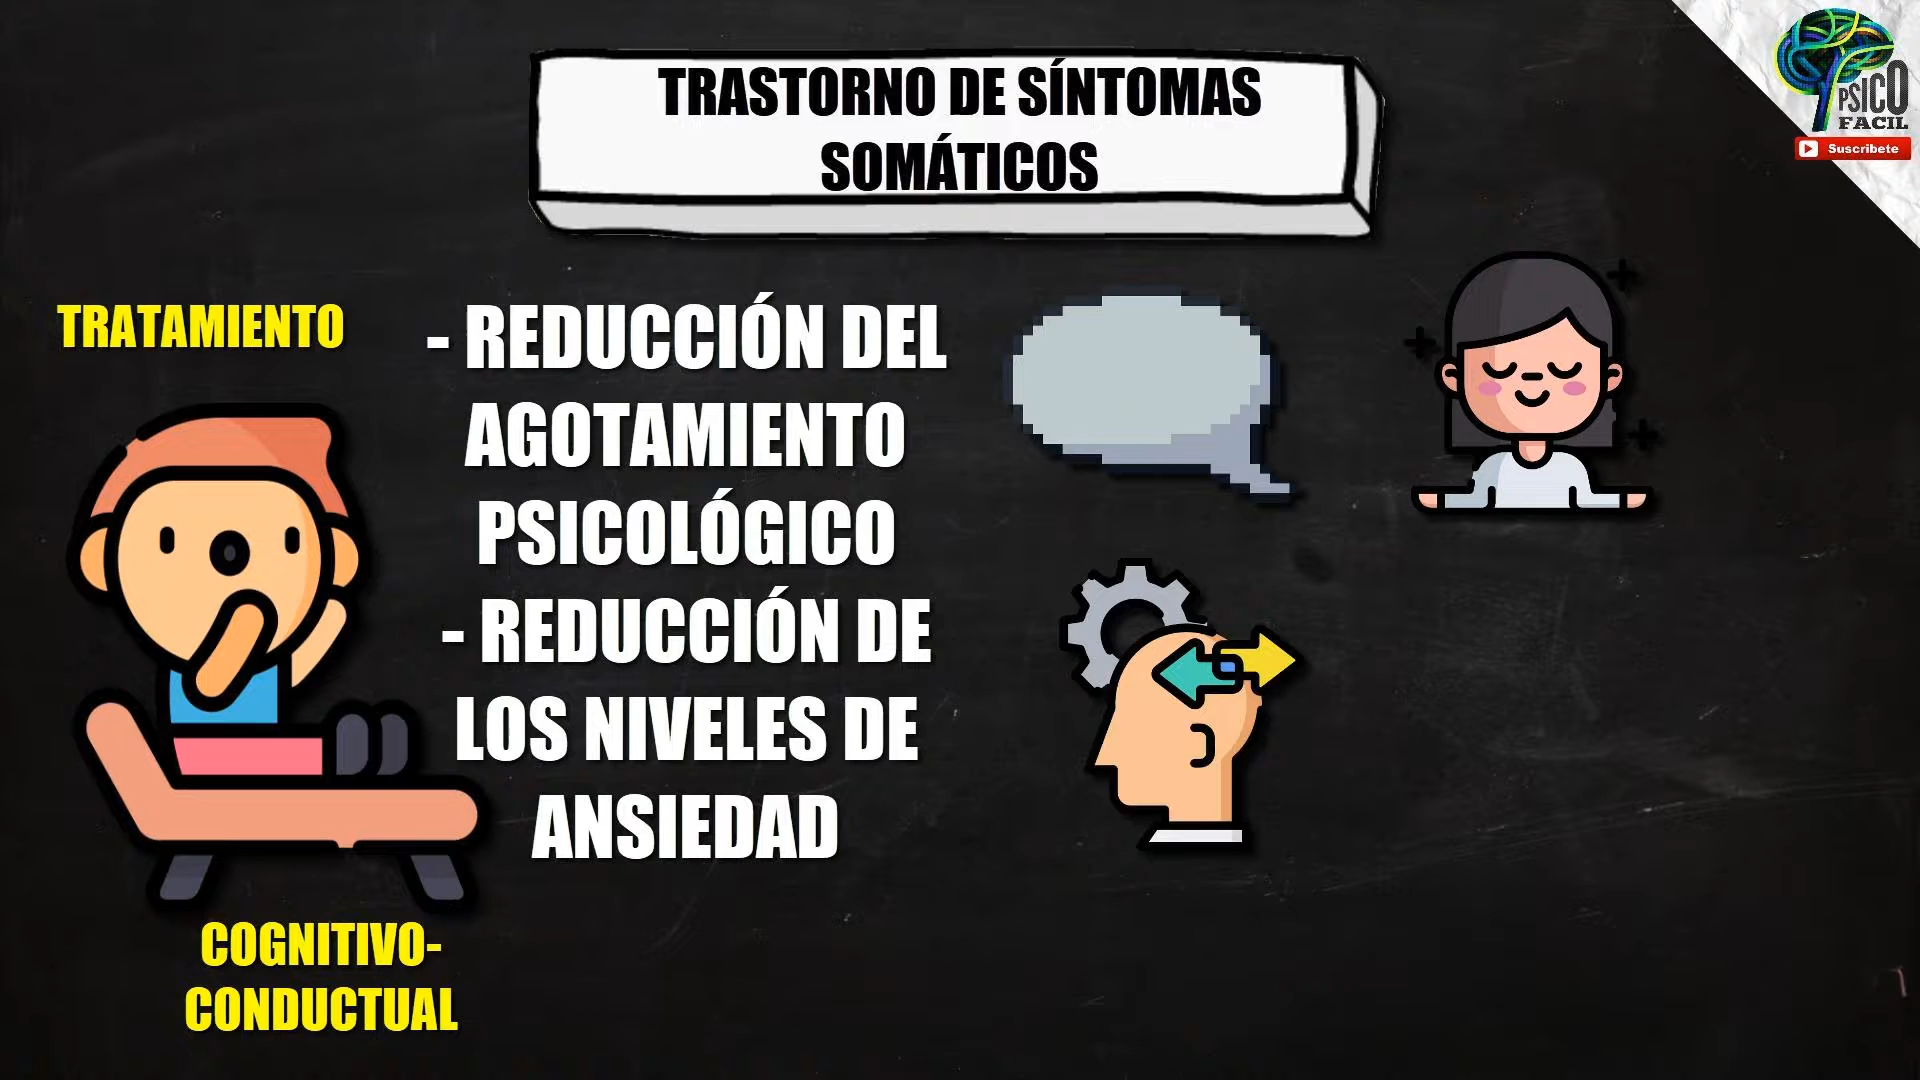 TRASTORNO DE SÍNTOMAS
SOMÁTICOS
PSICO
FACIL
Suscribete
TRATAMIENTO
- REDUCCIÓN DEL
AGOTAMIENTO
PSICOLÓGICO
- REDUCCIÓN DE
LOS NIVELES DE
ANSIEDAD
COGNITIVO-
CONDUCTUAL